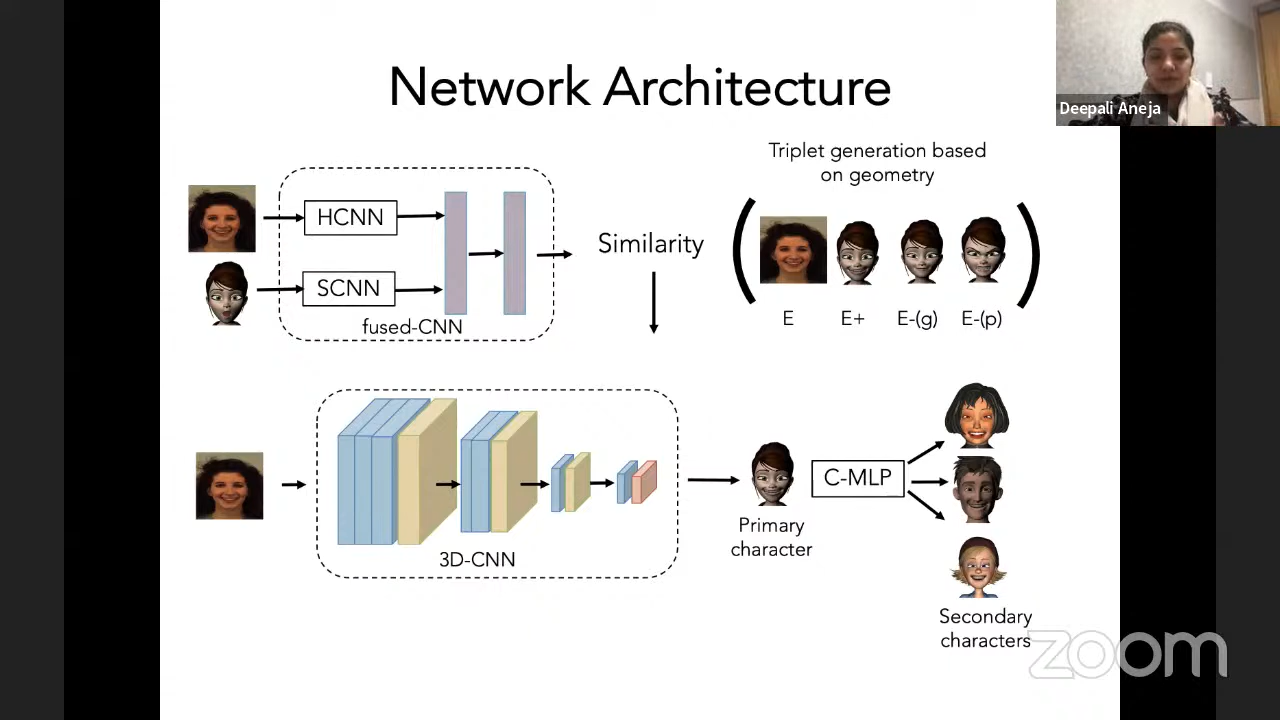 Network Architecture
Deepali Aneja
Triplet generation based
on geometry
HCNN
SCNN
fused-CNN
Similarity
E
E+
E-(g)
E-(p)
3D-CNN
Primary
character
C-MLP
Secondary
characters
zoom